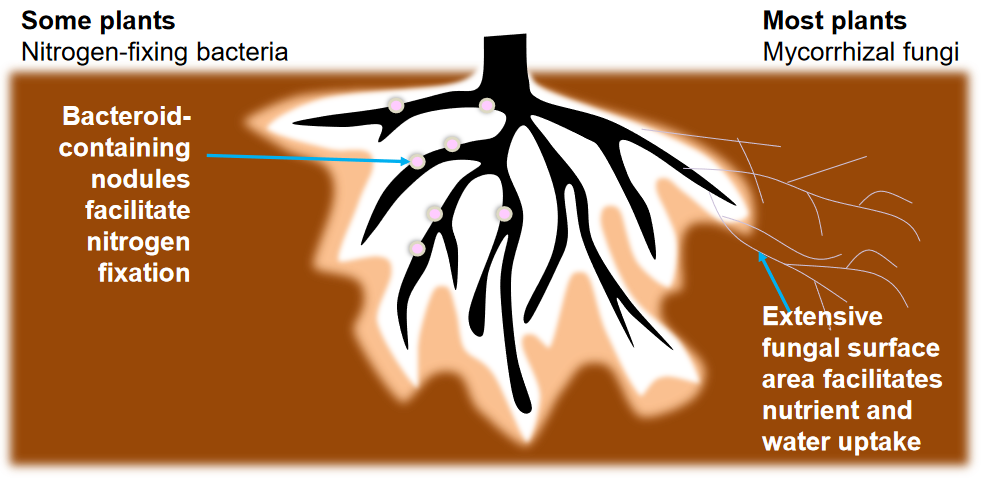 Some plants
Nitrogen-fixing bacteria
Most plants
Mycorrhizal fungi
Bacteroid-
containing
nodules
facilitate
nitrogen
fixation
Extensive
fungal surface
area facilitates
nutrient and
water uptake